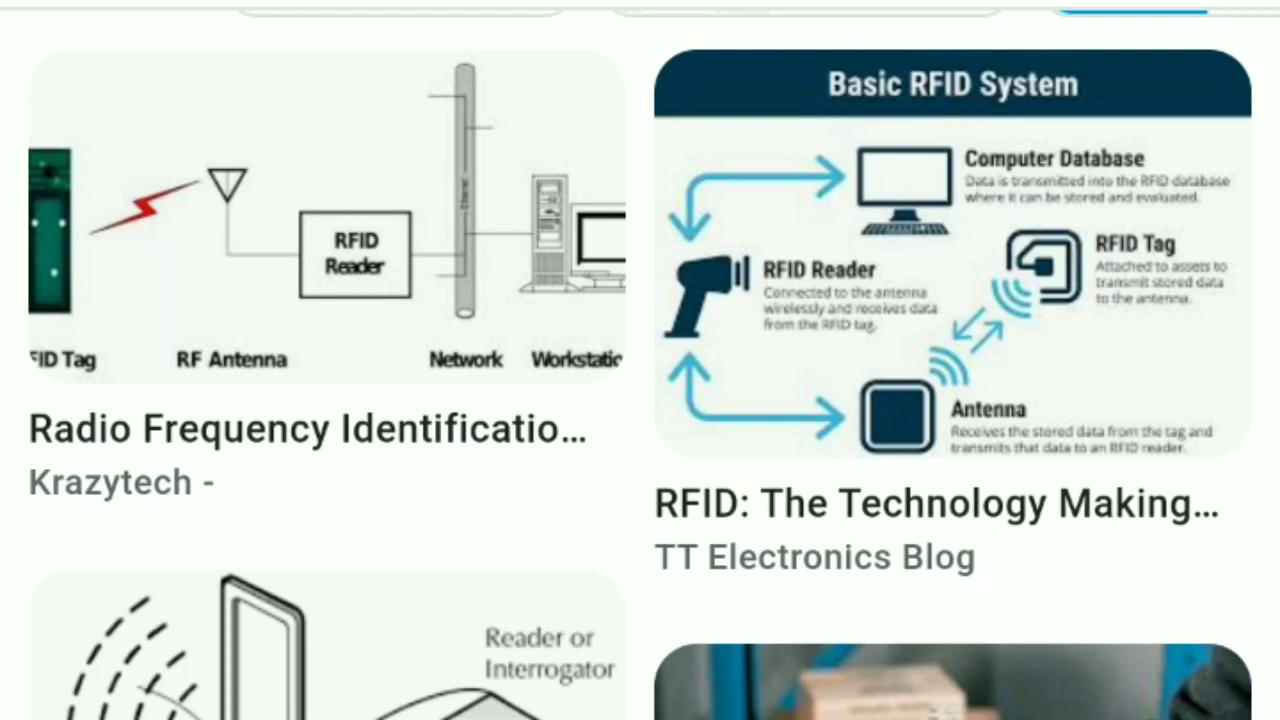 RFID
Reader
Ethernet
FID Tag
RF Antenna
Network
Workstatio
Radio Frequency Identificatio...
Krazytech -
Basic RFID System
Computer Database
Data is transmitted into the RFID database
where it can be stored and evaluated.
RFID Tag
Attached to assets to
transmit stored data
to the antenna.
RFID Reader
Connected to the antenna
wirelessly and receives data
from the RFID tag.
Antenna
Receives the stored data from the tag and
transmits that data to an RFID reader.
RFID: The Technology Making...
TT Electronics Blog
Reader or
Interrogator